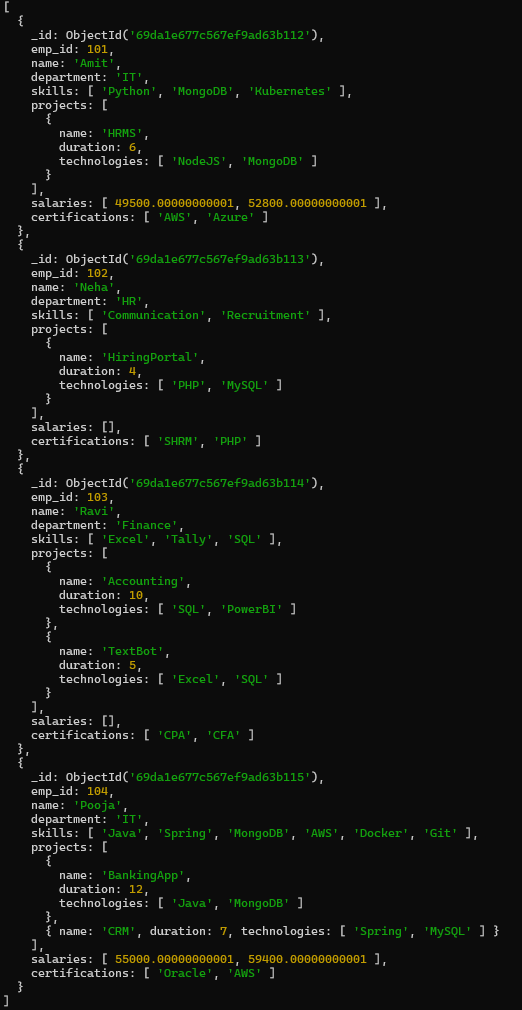 [
  {
    _id: ObjectId('69da1e677c567ef9ad63b112'),
    emp_id: 101,
    name: 'Amit',
    department: 'IT',
    skills: [ 'Python', 'MongoDB', 'Kubernetes' ],
    projects: [
      {
        name: 'HRMS',
        duration: 6,
        technologies: [ 'NodeJS', 'MongoDB' ]
      }
    ],
    salaries: [ 49500.00000000001, 52800.00000000001 ],
    certifications: [ 'AWS', 'Azure' ]
  },
  {
    _id: ObjectId('69da1e677c567ef9ad63b113'),
    emp_id: 102,
    name: 'Neha',
    department: 'HR',
    skills: [ 'Communication', 'Recruitment' ],
    projects: [
      {
        name: 'HiringPortal',
        duration: 4,
        technologies: [ 'PHP', 'MySQL' ]
      }
    ],
    salaries: [],
    certifications: [ 'SHRM', 'PHP' ]
  },
  {
    _id: ObjectId('69da1e677c567ef9ad63b114'),
    emp_id: 103,
    name: 'Ravi',
    department: 'Finance',
    skills: [ 'Excel', 'Tally', 'SQL' ],
    projects: [
      {
        name: 'Accounting',
        duration: 10,
        technologies: [ 'SQL', 'PowerBI' ]
      },
      {
        name: 'TextBot',
        duration: 5,
        technologies: [ 'Excel', 'SQL' ]
      }
    ],
    salaries: [],
    certifications: [ 'CPA', 'CFA' ]
  },
  {
    _id: ObjectId('69da1e677c567ef9ad63b115'),
    emp_id: 104,
    name: 'Pooja',
    department: 'IT',
    skills: [ 'Java', 'Spring', 'MongoDB', 'AWS', 'Docker', 'Git' ],
    projects: [
      {
        name: 'BankingApp',
        duration: 12,
        technologies: [ 'Java', 'MongoDB' ]
      },
      { name: 'CRM', duration: 7, technologies: [ 'Spring', 'MySQL' ] }
    ],
    salaries: [ 55000.00000000001, 59400.00000000001 ],
    certifications: [ 'Oracle', 'AWS' ]
  }
]